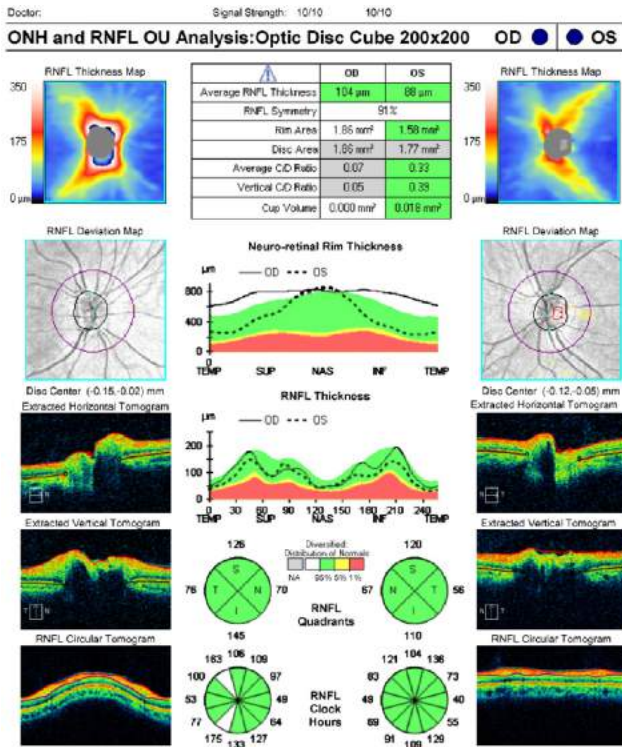 Doctor: Signal Strength: 10/10 10/10
ONH and RNFL OU Analysis:Optic Disc Cube 200x200 OD OS
RNFL Thickness Map
350
175
0 µm
OD OS
Average RNFL Thickness 104 µm 88 µm
RNFL Symmetry 91%
Rim Area 1.86 mm² 1.58 mm²
Disc Area 1.86 mm² 1.77 mm²
Average C/D Ratio 0.07 0.33
Vertical C/D Ratio 0.05 0.39
Cup Volume 0.000 mm³ 0.018 mm³
RNFL Thickness Map
350
175
0 µm
RNFL Deviation Map
Disc Center (-0.15,-0.02) mm
Extracted Horizontal Tomogram
N T
Extracted Vertical Tomogram
RNFL Circular Tomogram
Neuro-retinal Rim Thickness
µm OD OS
800
400
0
TEMP SUP NAS INF TEMP
RNFL Thickness
µm OD OS
200
100
0
0 30 60 90 120 150 180 210 240
TEMP SUP NAS INF TEMP
Diversified:
Distribution of Normals
NA 95% 5% 1%
126
S
76 T N 70
I
145
RNFL
Quadrants
120
S
67 N T 56
I
110
106
163 109
100 97
53 49
77 64
175 127
133
RNFL
Clock
Hours
104
121 136
83 73
49 40
69 55
91 129
109
RNFL Deviation Map
Disc Center (-0.12,-0.05) mm
Extracted Horizontal Tomogram
N T
Extracted Vertical Tomogram
RNFL Circular Tomogram